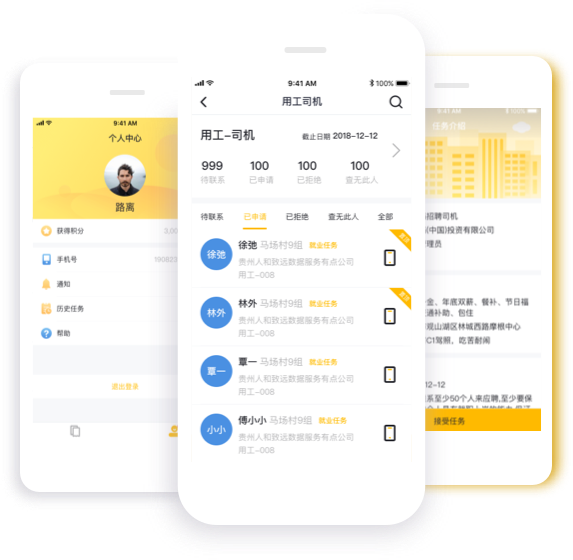 9:41 AM
个人中心
路离
获得积分
3,00
手机号
190823
通知
历史任务
帮助
退出登录
9:41 AM
100%
用工司机
用工-司机
截止日期 2018-12-12
999
100
100
100
待联系
已申请
已拒绝
查无此人
待联系
已申请
已拒绝
查无此人
全部
徐弛
徐弛 马场村9组 就业任务
贵州人和致远数据服务有点公司
用工-008
林外
林外 马场村9组 就业任务
贵州人和致远数据服务有点公司
用工-008
覃一
覃一 马场村9组 就业任务
贵州人和致远数据服务有点公司
用工-008
小小
傅小小 马场村9组 就业任务
贵州人和致远数据服务有点公司
用工-008
9:41 AM
100%
任务介绍
招聘司机
(中国)投资有限公司
管理员
金、年底双薪、餐补、节日福
通补助、包住
观山湖区林城西路摩根中心
C1驾照，吃苦耐闹
12-12
系至少50个人来应聘,至少要保
接受任务